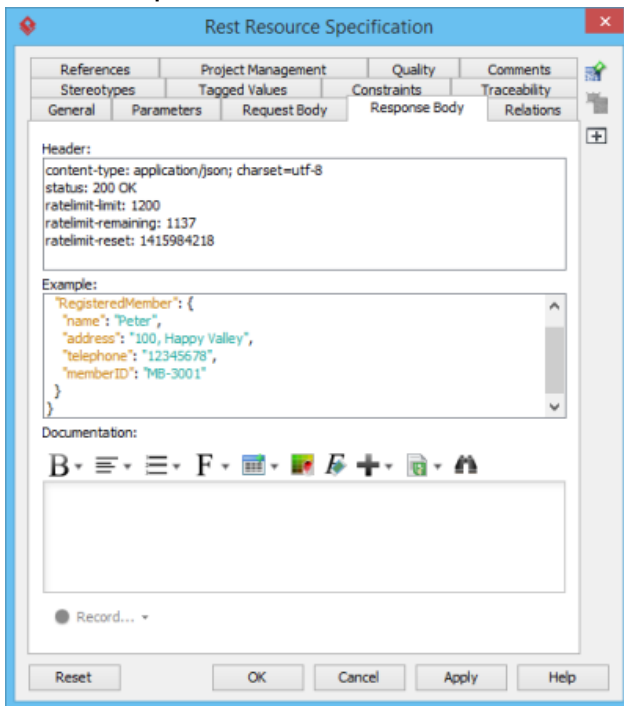 Rest Resource Specification
References Project Management Quality Comments
Stereotypes Tagged Values Constraints Traceability
General Parameters Request Body Response Body Relations
Header:
content-type: application/json; charset=utf-8
status: 200 OK
ratelimit-limit: 1200
ratelimit-remaining: 1137
ratelimit-reset: 1415984218
Example:
"RegisteredMember": {
"name": "Peter",
"address": "100, Happy Valley",
"telephone": "12345678",
"memberID": "MB-3001"
}
}
Documentation:
B F F
Record...
Reset OK Cancel Apply Help